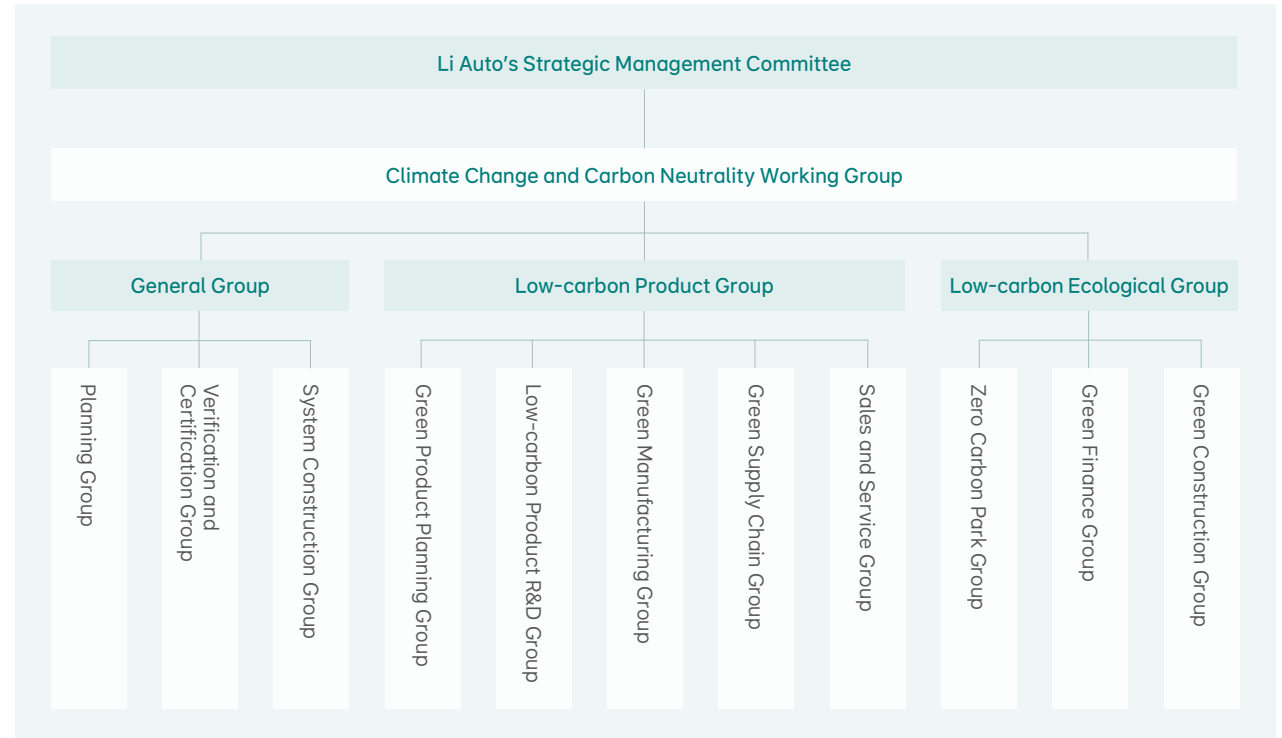 Li Auto’s Strategic Management Committee
Climate Change and Carbon Neutrality Working Group
General Group
Low-carbon Product Group
Low-carbon Ecological Group
Planning Group
Verification and
Certification Group
System Construction Group
Green Product Planning Group
Low-carbon Product R&D Group
Green Manufacturing Group
Green Supply Chain Group
Sales and Service Group
Zero Carbon Park Group
Green Finance Group
Green Construction Group